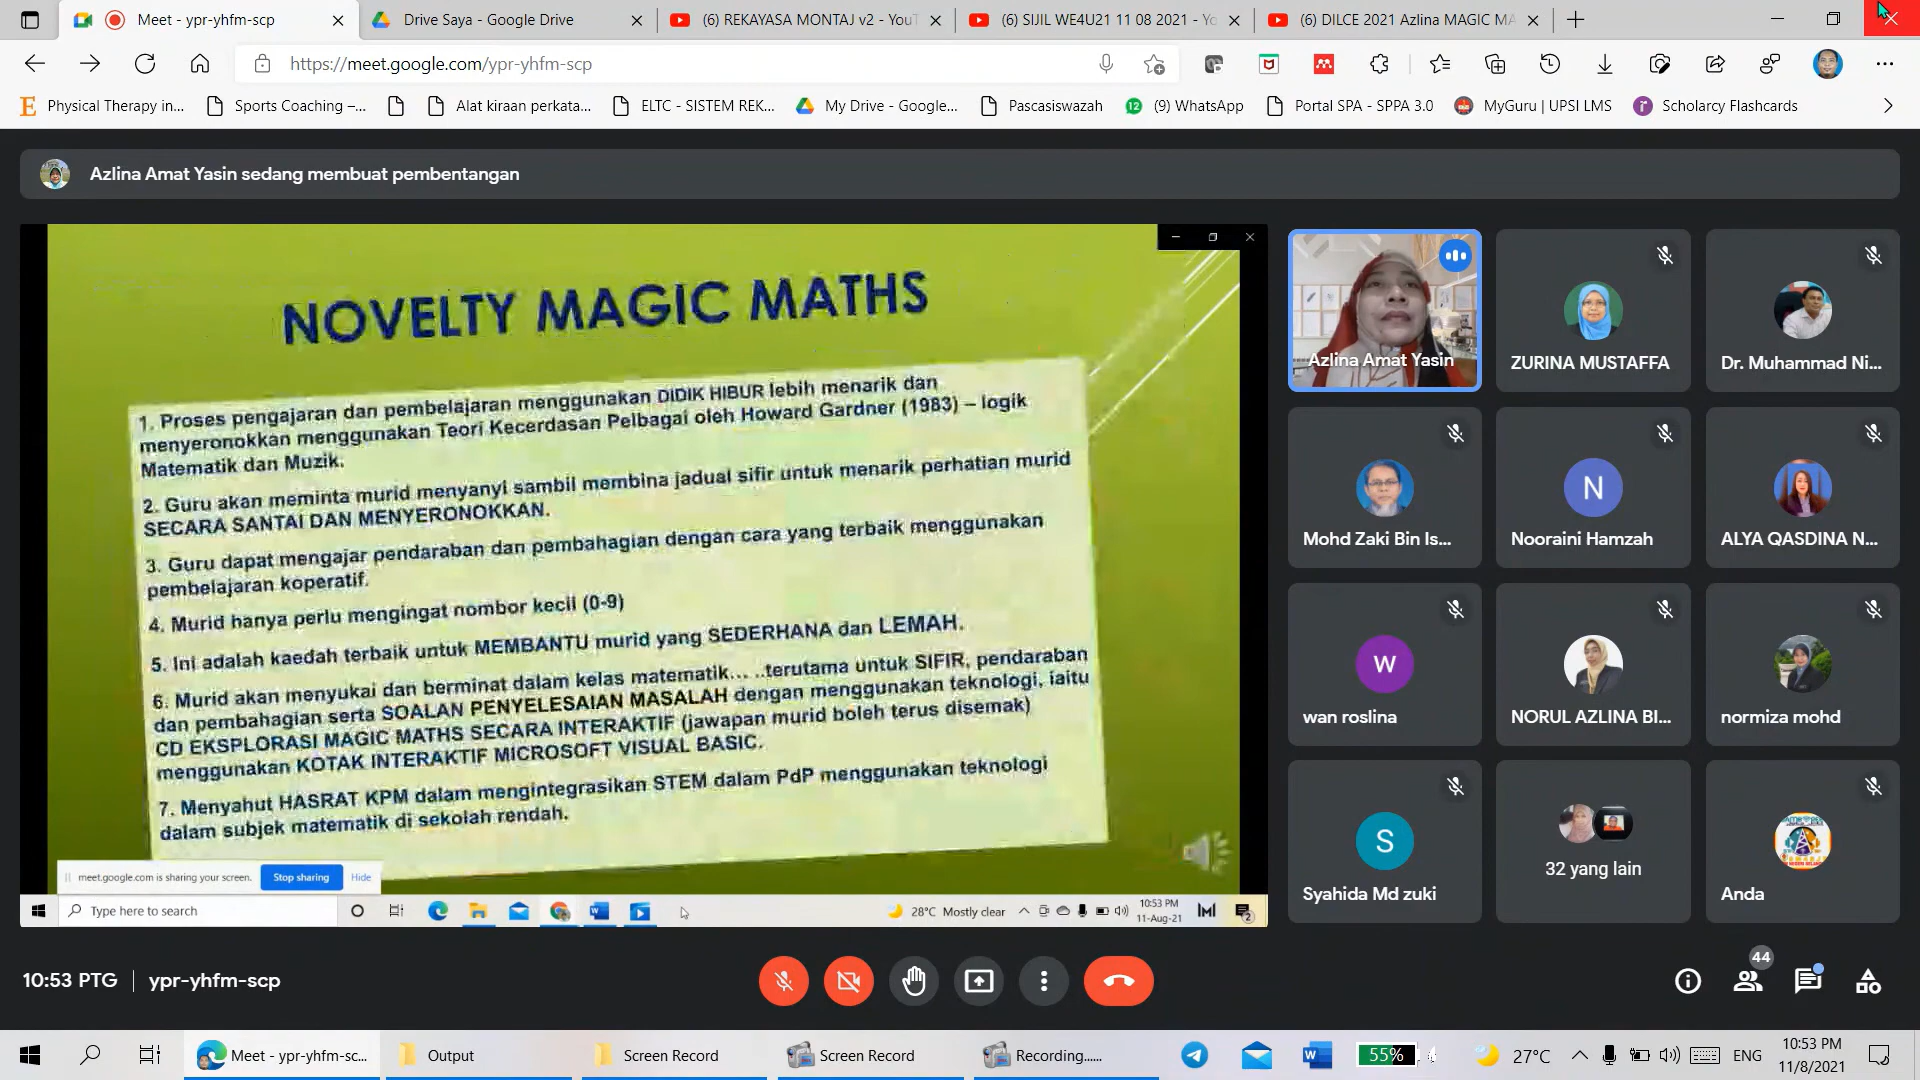 Meet - ypr-yhfm-scp
Drive Saya - Google Drive
(6) REKAYASA MONTAJ v2 - YouT
(6) SIJIL WE4U21 11 08 2021 - Yo
(6) DILCE 2021 Azlina MAGIC MA
https://meet.google.com/ypr-yhfm-scp
Physical Therapy in...
Sports Coaching –...
Alat kiraan perkata...
ELTC - SISTEM REK...
My Drive - Google...
Pascasiswazah
12
(9) WhatsApp
Portal SPA - SPPA 3.0
MyGuru | UPSI LMS
Scholarcy Flashcards
Azlina Amat Yasin sedang membuat pembentangan
NOVELTY MAGIC MATHS
1. Proses pengajaran dan pembelajaran menggunakan DIDIK HIBUR lebih menarik dan
menyeronokkan menggunakan Teori Kecerdasan Pelbagai oleh Howard Gardner (1983) – logik
Matematik dan Muzik.
2. Guru akan meminta murid menyanyi sambil membina jadual sifir untuk menarik perhatian murid
SECARA SANTAI DAN MENYERONOKKAN.
3. Guru dapat mengajar pendaraban dan pembahagian dengan cara yang terbaik menggunakan
pembelajaran koperatif.
4. Murid hanya perlu mengingat nombor kecil (0-9)
5. Ini adalah kaedah terbaik untuk MEMBANTU murid yang SEDERHANA dan LEMAH.
6. Murid akan menyukai dan berminat dalam kelas matematik... ..terutama untuk SIFIR, pendaraban
dan pembahagian serta SOALAN PENYELESAIAN MASALAH dengan menggunakan teknologi, iaitu
CD EKSPLORASI MAGIC MATHS SECARA INTERAKTIF (jawapan murid boleh terus disemak)
menggunakan KOTAK INTERAKTIF MICROSOFT VISUAL BASIC.
7. Menyahut HASRAT KPM dalam mengintegrasikan STEM dalam PdP menggunakan teknologi
dalam subjek matematik di sekolah rendah.
meet.google.com is sharing your screen.
Stop sharing
Hide
Type here to search
28°C Mostly clear
10:53 PM
11-Aug-21
2
Azlina Amat Yasin
ZURINA MUSTAFFA
Dr. Muhammad Ni...
Mohd Zaki Bin Is...
N
Nooraini Hamzah
ALYA QASDINA N...
W
wan roslina
NORUL AZLINA BI...
normiza mohd
S
Syahida Md zuki
32 yang lain
Anda
10:53 PTG
ypr-yhfm-scp
44
Meet - ypr-yhfm-sc...
Output
Screen Record
Screen Record
Recording......
55%
27°C
ENG
10:53 PM
11/8/2021